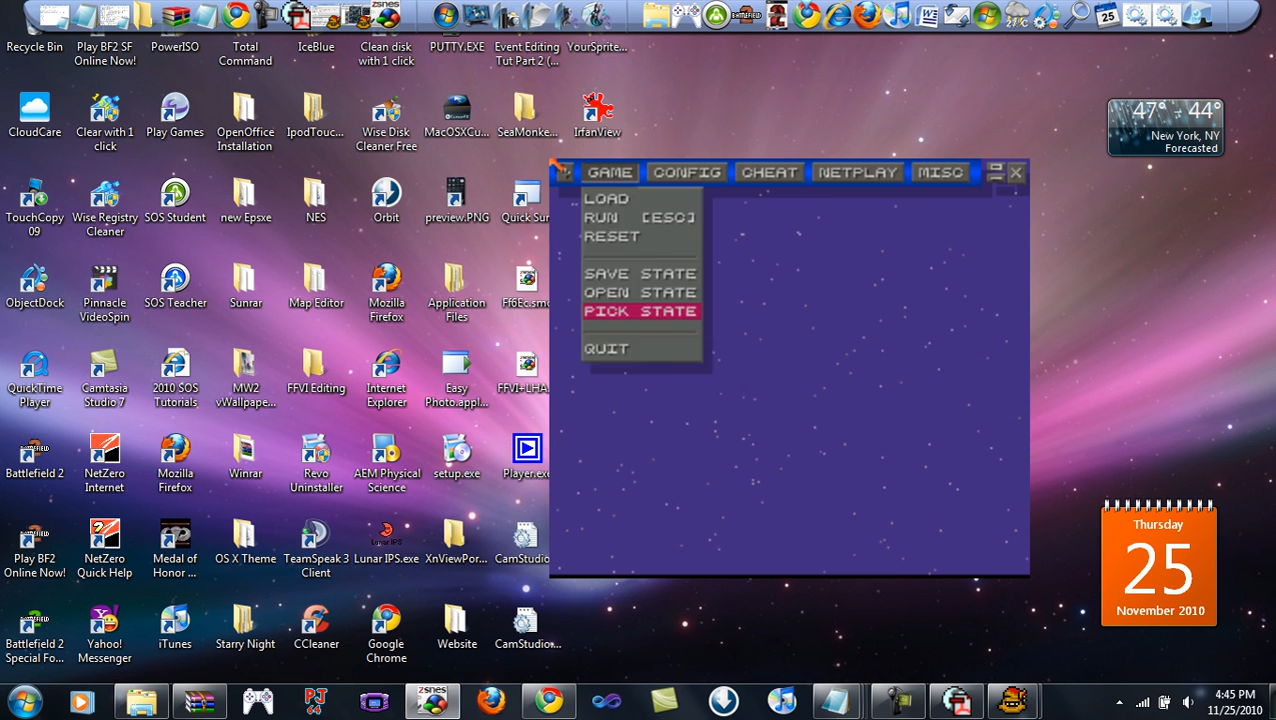 zsnes
Recycle Bin
Play BF2 SF
Online Now!
PowerISO
Total
Command
IceBlue
Clean disk
with 1 click
PUTTY.EXE
Event Editing
Tut Part 2 (...
YourSprite...
25
CloudCare
Clear with 1
click
Play Games
OpenOffice
Installation
IpodTouc...
Wise Disk
Cleaner Free
MacOSXCu...
SeaMonke...
IrfanView
47° 44°
New York, NY
Forecasted
GAME
CONFIG
CHEAT
NETPLAY
MISC
LOAD
RUN [ESC]
RESET
SAVE STATE
OPEN STATE
PICK STATE
QUIT
TouchCopy
09
Wise Registry
Cleaner
SOS Student
new Epsxe
NES
Orbit
preview.PNG
Quick Sur
ObjectDock
Pinnacle
VideoSpin
SOS Teacher
Sunrar
Map Editor
Mozilla
Firefox
Application
Files
Ff6Ec.smc
QuickTime
Player
Camtasia
Studio 7
2010 SOS
Tutorials
MW2
vWallpape...
FFVI Editing
Internet
Explorer
Easy
Photo.appl...
FFVI+LHA
Battlefield 2
NetZero
Internet
Mozilla
Firefox
Winrar
Revo
Uninstaller
AEM Physical
Science
setup.exe
Player.exe
Play BF2
Online Now!
NetZero
Quick Help
Medal of
Honor ...
OS X Theme
TeamSpeak 3
Client
Lunar IPS.exe
XnViewPor...
CamStudio
Thursday
25
November 2010
Battlefield 2
Special Fo...
Yahoo!
Messenger
iTunes
Starry Night
CCleaner
Google
Chrome
Website
CamStudio...
PJ
64
zsnes
4:45 PM
11/25/2010